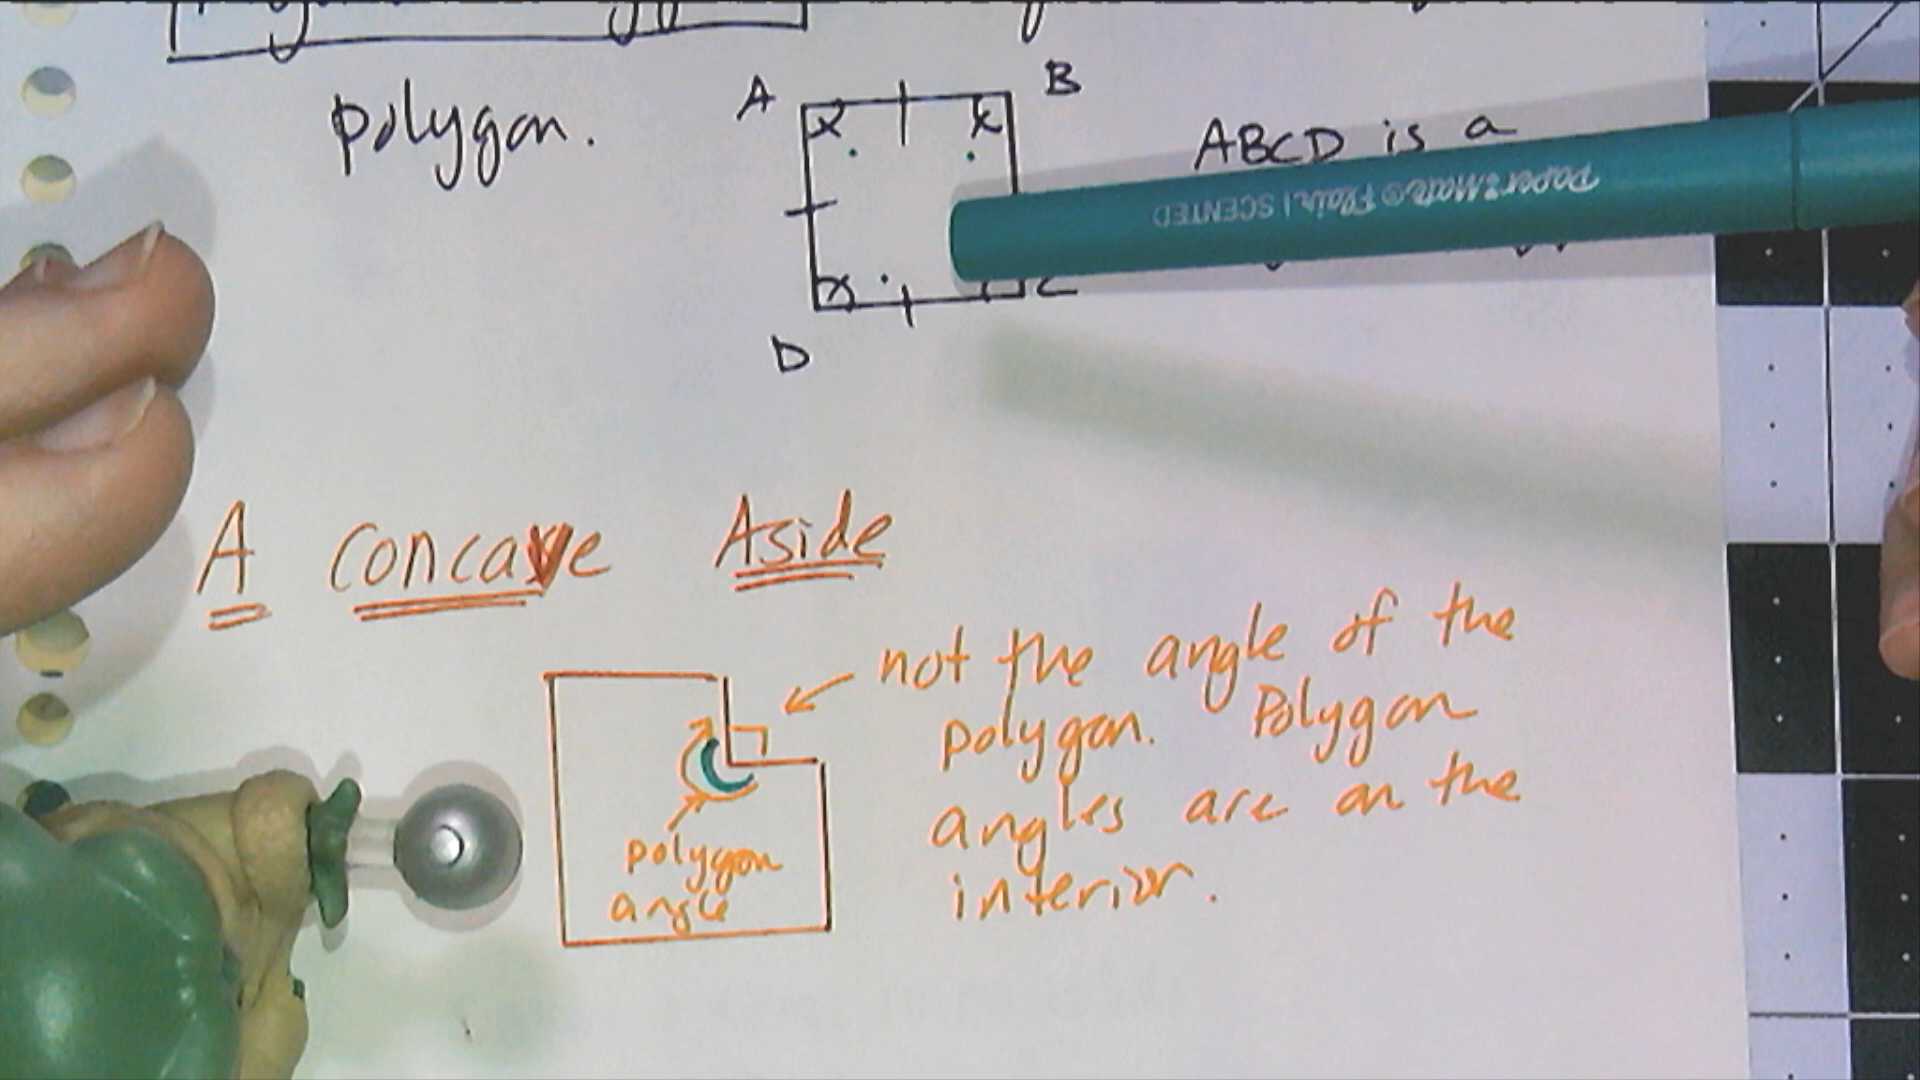 polygon.
A
B
ABCD is a
Paper:Mate Flair | SCENTED
x
x
x
C
D
A concave Aside
not the angle of the
polygon. Polygon
angles are on the
interior.
polygon
angle